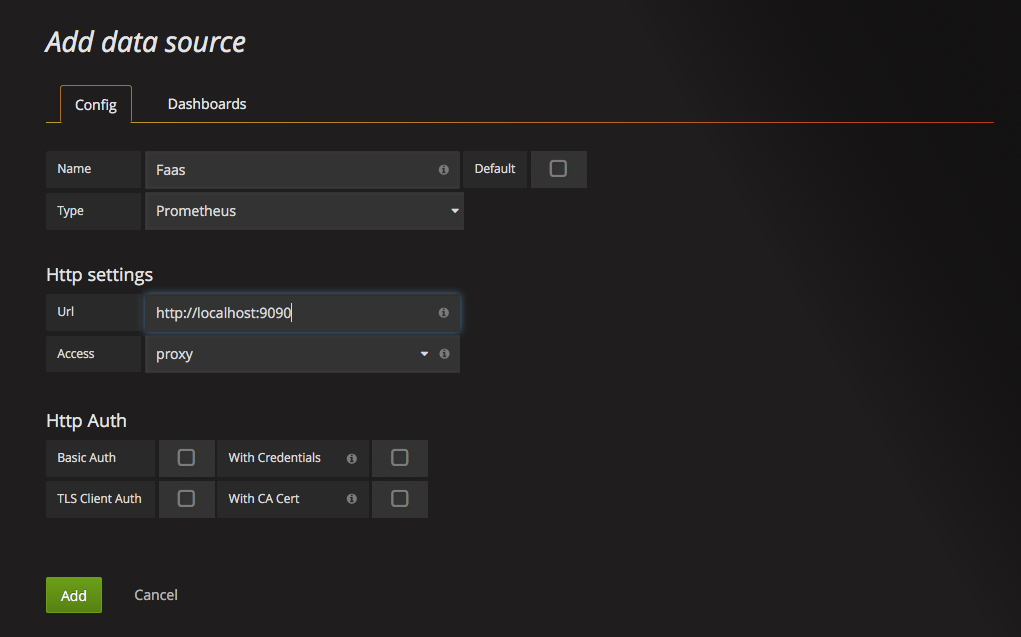 Add data source
Config Dashboards
Name Faas Default
Type Prometheus
Http settings
Url http://localhost:9090
Access proxy
Http Auth
Basic Auth With Credentials
TLS Client Auth With CA Cert
Add Cancel